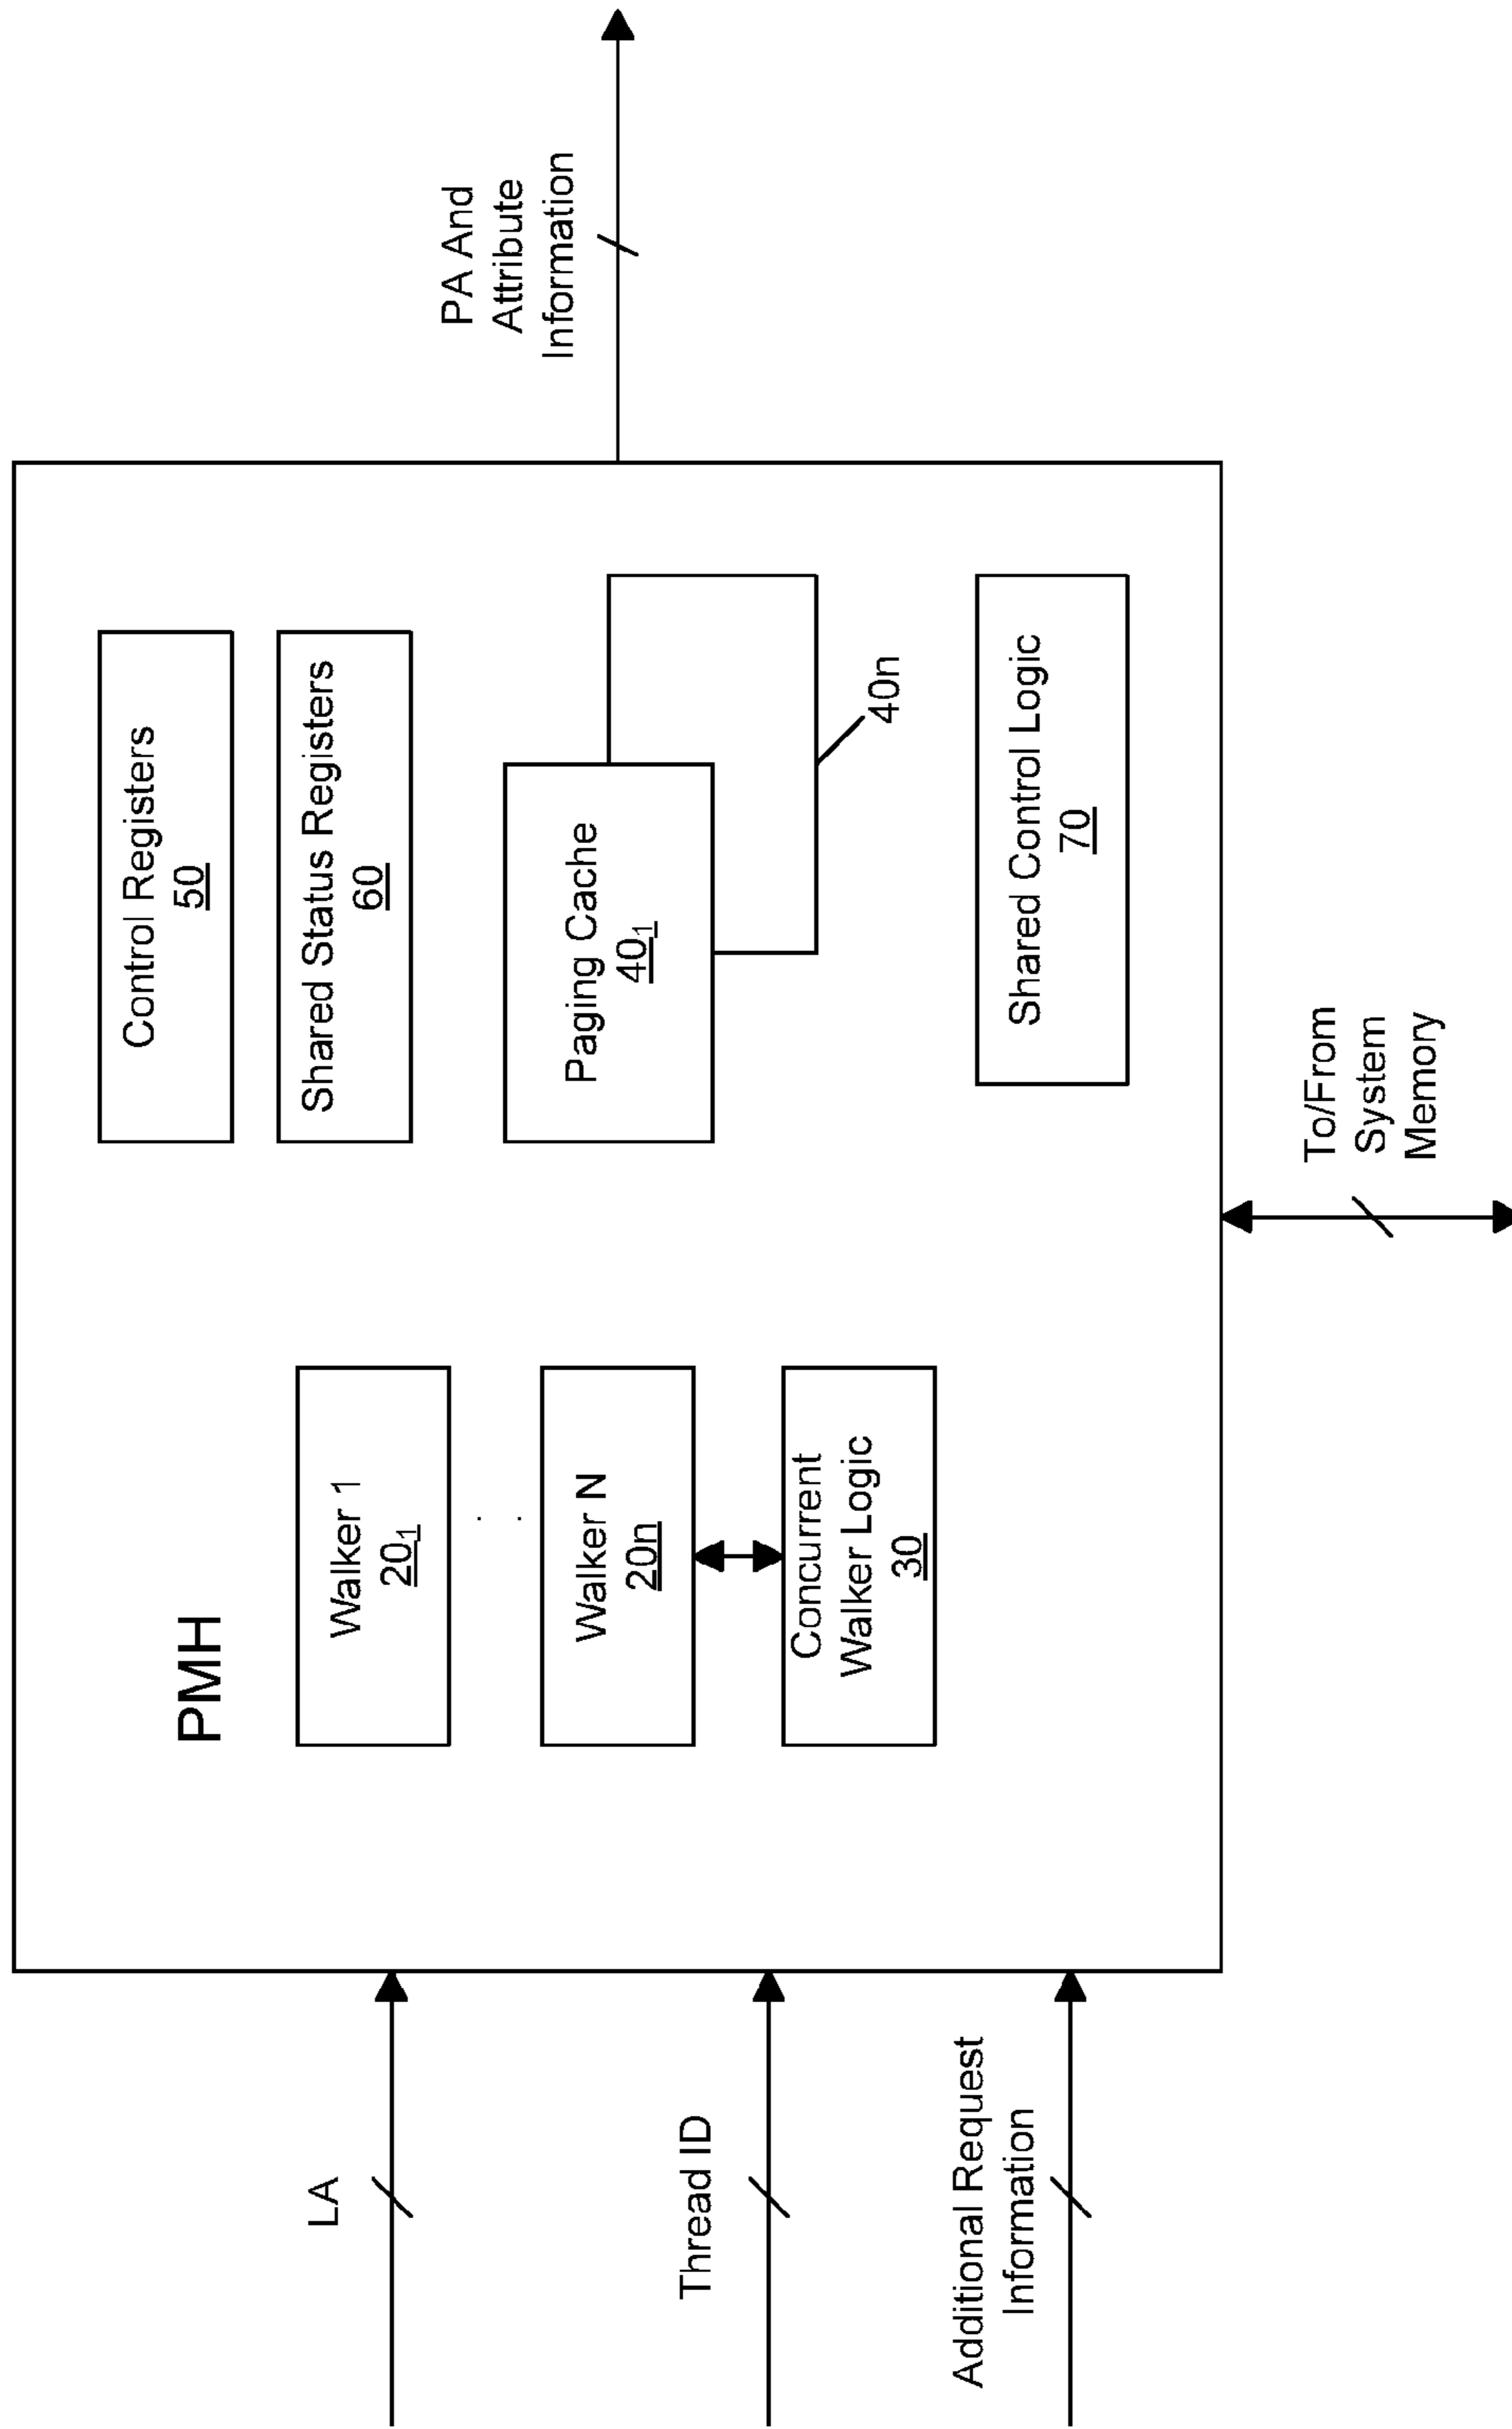 PMH
LA
Thread ID
Additional Request
Information
Walker 1
20₁
Walker N
20n
Concurrent
Walker Logic
30
Control Registers
50
Shared Status Registers
60
Paging Cache
40₁
40n
Shared Control Logic
70
To/From
System
Memory
PA And
Attribute
Information